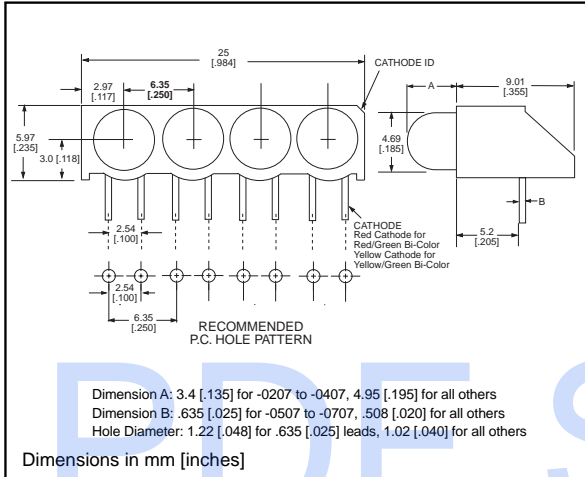 25
[.984]
CATHODE ID
2.97
[.117]
6.35
[.250]
A
9.01
[.355]
5.97
[.235]
3.0 [.118]
4.69
[.185]
B
2.54
[.100]
CATHODE
Red Cathode for
Red/Green Bi-Color
Yellow Cathode for
Yellow/Green Bi-Color
5.2
[.205]
2.54
[.100]
6.35
[.250]
RECOMMENDED
P.C. HOLE PATTERN
Dimension A: 3.4 [.135] for -0207 to -0407, 4.95 [.195] for all others
Dimension B: .635 [.025] for -0507 to -0707, .508 [.020] for all others
Hole Diameter: 1.22 [.048] for .635 [.025] leads, 1.02 [.040] for all others
Dimensions in mm [inches]
PDF S